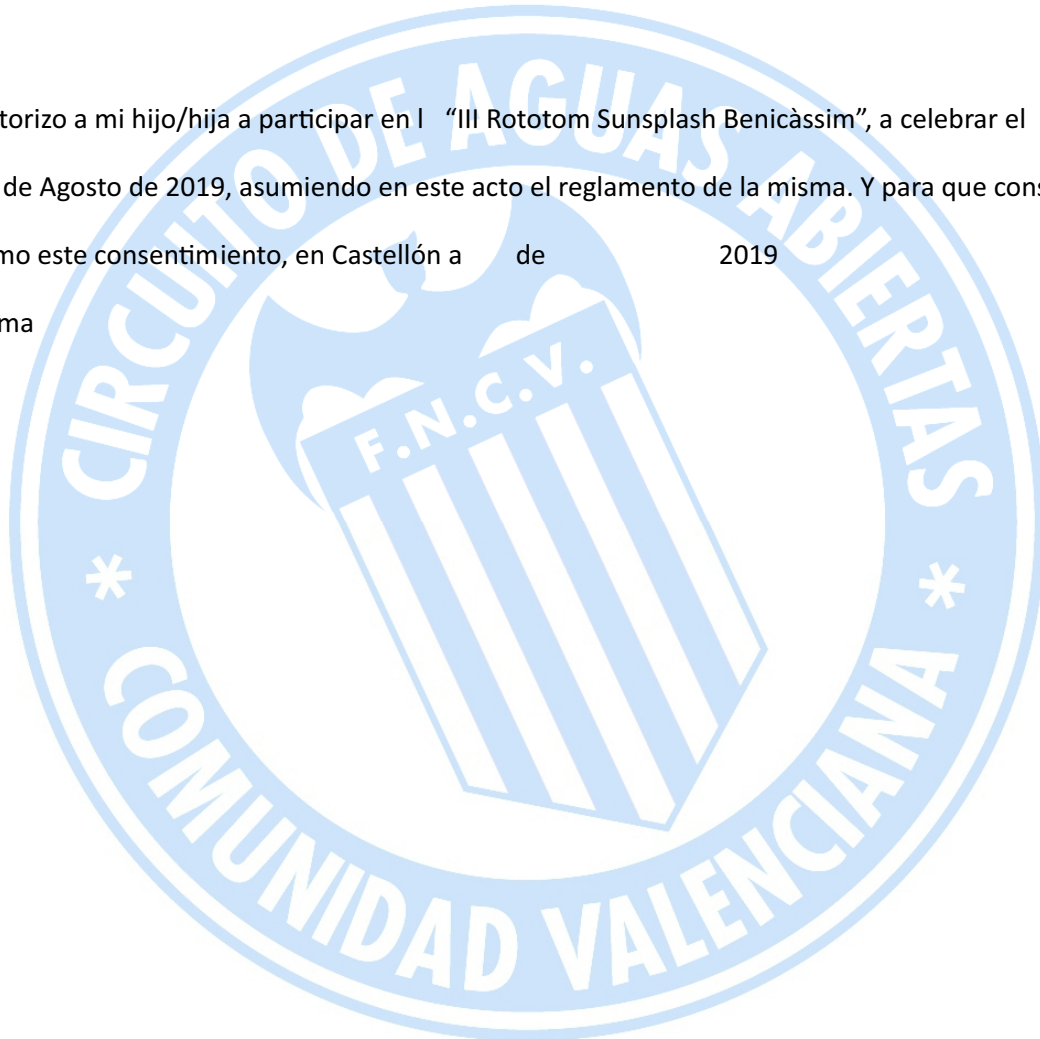 torizo a mi hijo/hija a participar en l “III Rototom Sunsplash Benicàssim”, a celebrar el
de Agosto de 2019, asumiendo en este acto el reglamento de la misma. Y para que cons
mo este consentimiento, en Castellón a de 2019
ma
CIRCUITO DE AGUAS ABIERTAS
F.N.C.V.
* COMUNIDAD VALENCIANA *